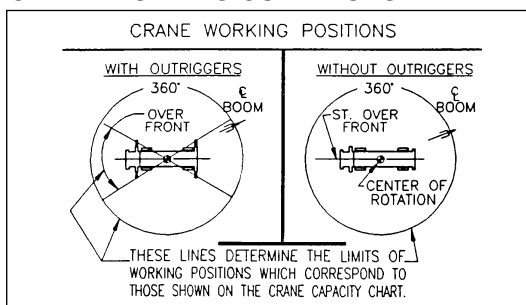 CRANE WORKING POSITIONS
WITH OUTRIGGERS
360°
℄
BOOM
OVER
FRONT
WITHOUT OUTRIGGERS
360°
℄
BOOM
ST. OVER
FRONT
CENTER OF
ROTATION
THESE LINES DETERMINE THE LIMITS OF
WORKING POSITIONS WHICH CORRESPOND TO
THOSE SHOWN ON THE CRANE CAPACITY CHART.